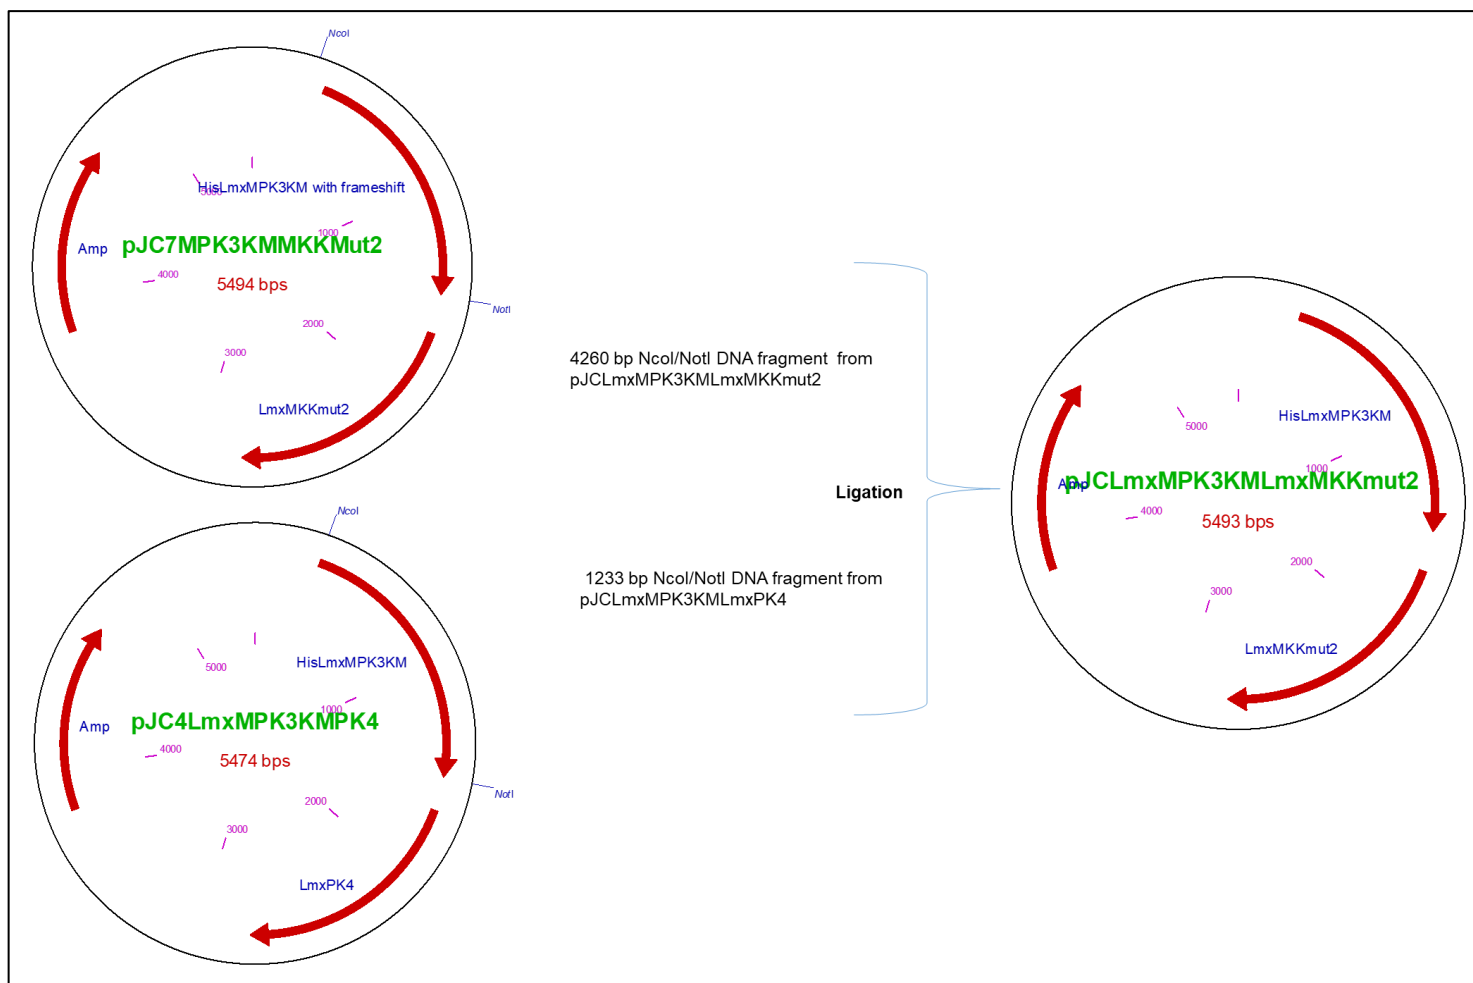 NcoI
HisLmxMPK3KM with frameshift
5000
1000
Amp
pJC7MPK3KMMKKMut2
4000
5494 bps
NotI
2000
3000
LmxMKKmut2
4260 bp NcoI/NotI DNA fragment from
pJCLmxMPK3KMLmxMKKmut2
Ligation
1233 bp NcoI/NotI DNA fragment from
pJCLmxMPK3KMLmxPK4
NcoI
HisLmxMPK3KM
5000
1000
Amp
pJC4LmxMPK3KMPK4
4000
5474 bps
NotI
2000
3000
LmxPK4
HisLmxMPK3KM
5000
1000
Amp
pJCLmxMPK3KMLmxMKKmut2
4000
5493 bps
2000
3000
LmxMKKmut2